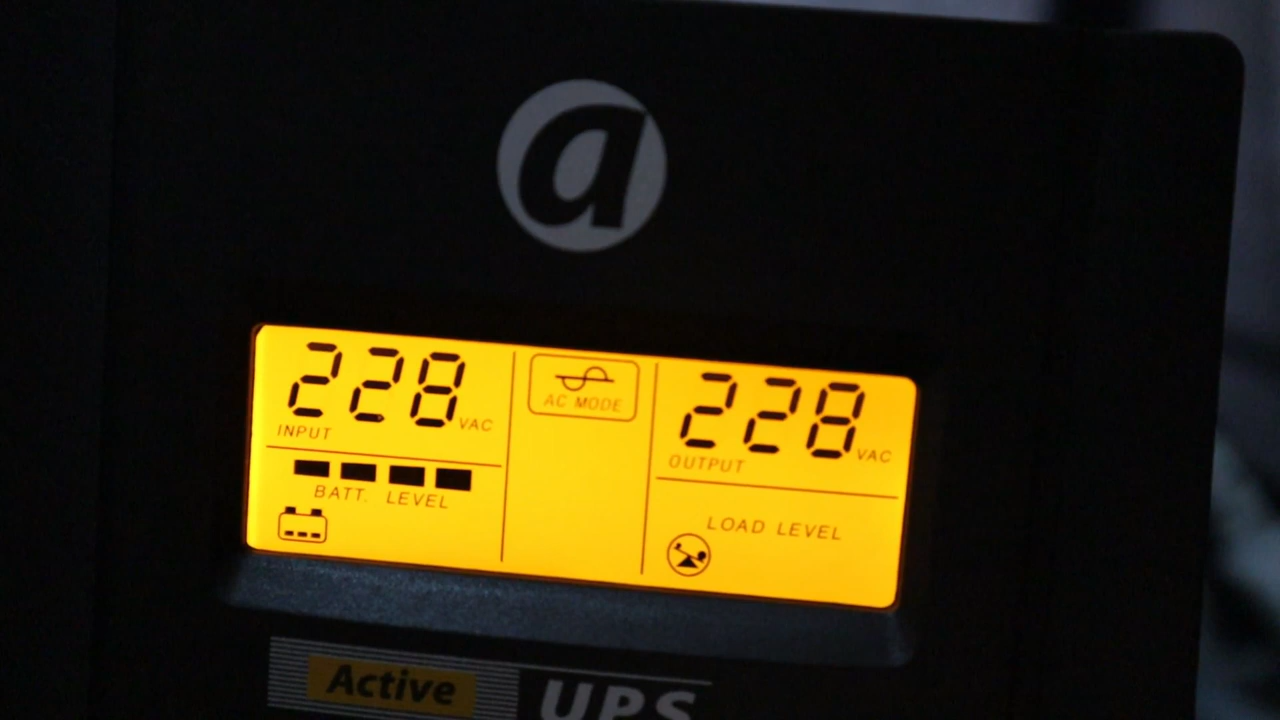 a
228 VAC
INPUT
BATT. LEVEL
AC MODE
228 VAC
OUTPUT
LOAD LEVEL
Active
UPS